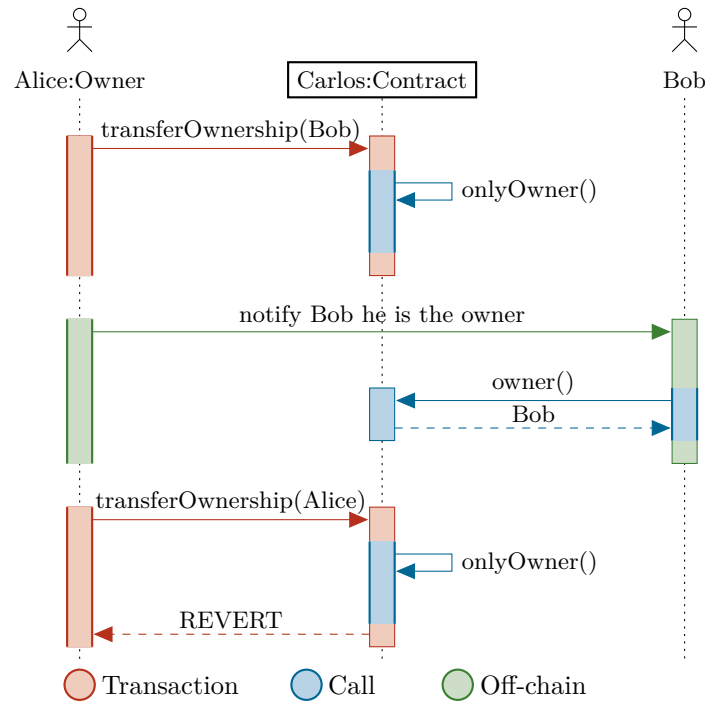 Alice:Owner
Carlos:Contract
Bob
transferOwnership(Bob)
onlyOwner()
notify Bob he is the owner
owner()
Bob
transferOwnership(Alice)
onlyOwner()
REVERT
Transaction
Call
Off-chain